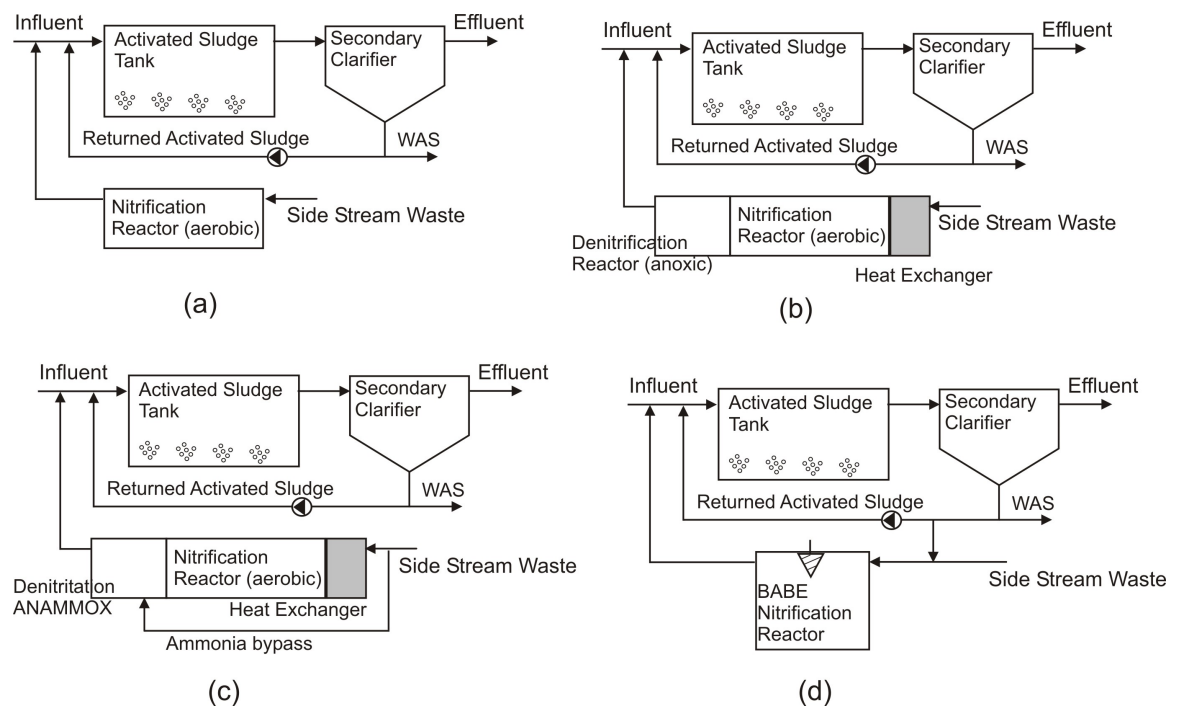 Influent
Effluent
Activated Sludge
Tank
Secondary
Clarifier
Returned Activated Sludge
WAS
Nitrification
Reactor (aerobic)
Side Stream Waste
(a)
Influent
Effluent
Activated Sludge
Tank
Secondary
Clarifier
Returned Activated Sludge
WAS
Nitrification
Reactor (aerobic)
Side Stream Waste
Denitrification
Reactor (anoxic)
Heat Exchanger
(b)
Influent
Effluent
Activated Sludge
Tank
Secondary
Clarifier
Returned Activated Sludge
WAS
Nitrification
Reactor (aerobic)
Side Stream Waste
Denitritation
ANAMMOX
Heat Exchanger
Ammonia bypass
(c)
Influent
Effluent
Activated Sludge
Tank
Secondary
Clarifier
Returned Activated Sludge
WAS
Side Stream Waste
BABE
Nitrification
Reactor
(d)